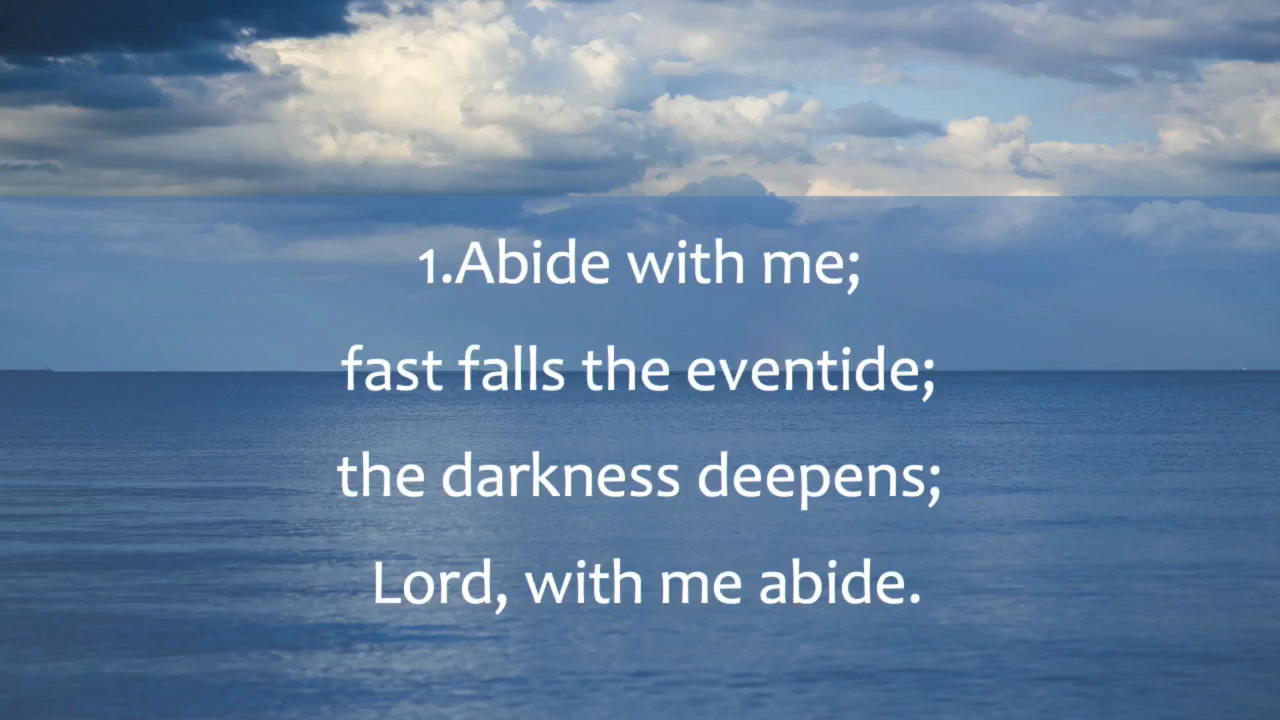 1.Abide with me;
fast falls the eventide;
the darkness deepens;
Lord, with me abide.